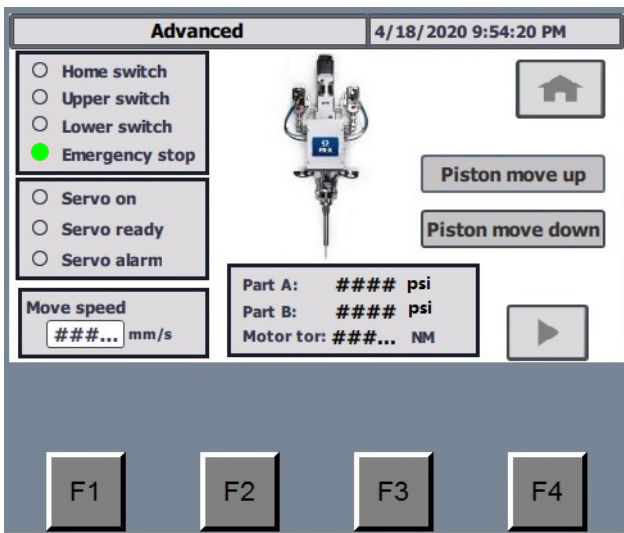 Advanced
4/18/2020 9:54:20 PM
Home switch
Upper switch
Lower switch
Emergency stop
Servo on
Servo ready
Servo alarm
Move speed
###... mm/s
Piston move up
Piston move down
Part A: #### psi
Part B: #### psi
Motor tor: ###... NM
F1
F2
F3
F4